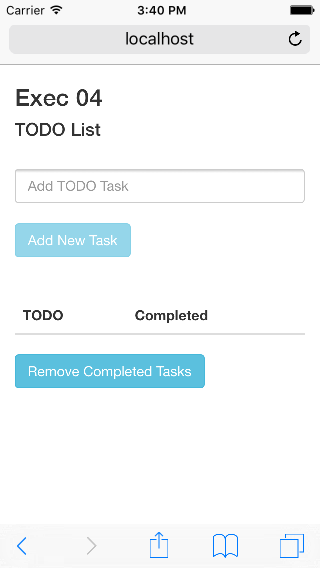 Carrier 3:40 PM
localhost
Exec 04
TODO List
Add TODO Task
Add New Task
TODO Completed
Remove Completed Tasks